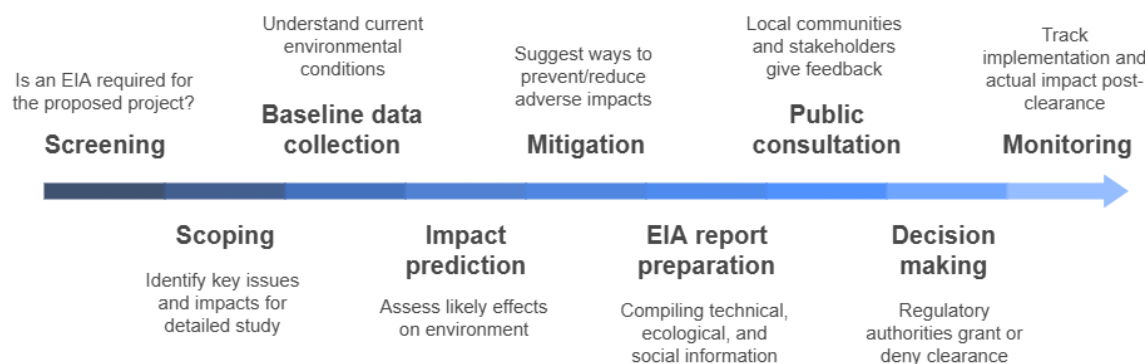 Is an EIA required for
the proposed project?
Screening
Scoping
Identify key issues
and impacts for
detailed study
Understand current
environmental
conditions
Baseline data
collection
Impact
prediction
Assess likely effects
on environment
Suggest ways to
prevent/reduce
adverse impacts
Mitigation
EIA report
preparation
Compiling technical,
ecological, and
social information
Local communities
and stakeholders
give feedback
Public
consultation
Decision
making
Regulatory
authorities grant or
deny clearance
Track
implementation and
actual impact post-
clearance
Monitoring